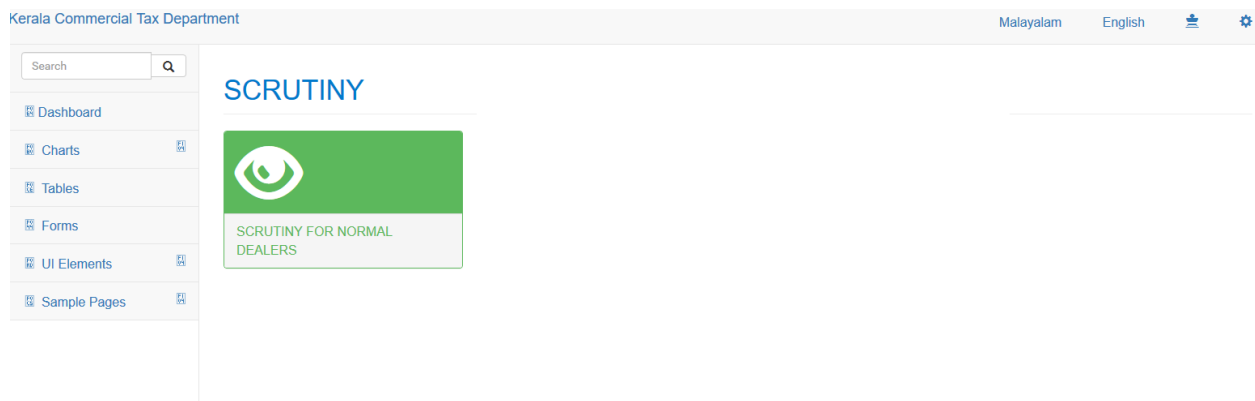 Kerala Commercial Tax Department
Malayalam English
Search
Dashboard
Charts
Tables
Forms
UI Elements
Sample Pages
SCRUTINY
SCRUTINY FOR NORMAL
DEALERS